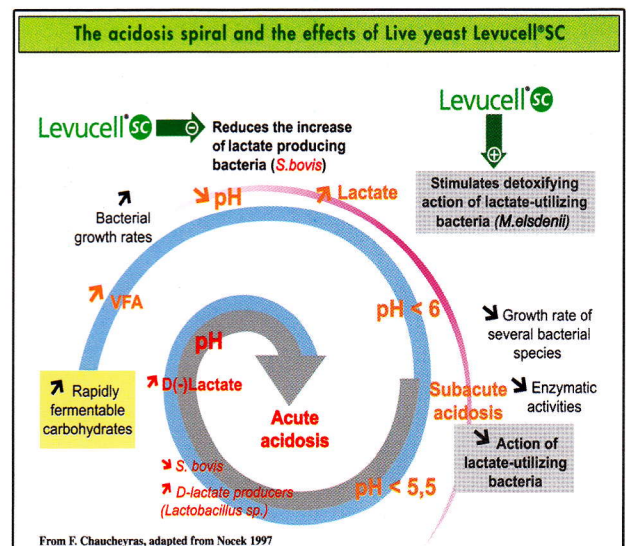 The acidosis spiral and the effects of Live yeast Levucell®SC
Levucell® SC
Reduces the increase
of lactate producing
bacteria (S.bovis)
Levucell® SC
Stimulates detoxifying
action of lactate-utilizing
bacteria (M.elsdenii)
pH
Lactate
Bacterial
growth rates
VFA
pH < 6
Growth rate of
several bacterial
species
pH
Rapidly
fermentable
carbohydrates
D(-)Lactate
Subacute
acidosis
Enzymatic
activities
Acute
acidosis
Action of
lactate-utilizing
bacteria
S. bovis
D-lactate producers
(Lactobacillus sp.)
pH < 5,5
From F. Chaucheyras, adapted from Nocek 1997